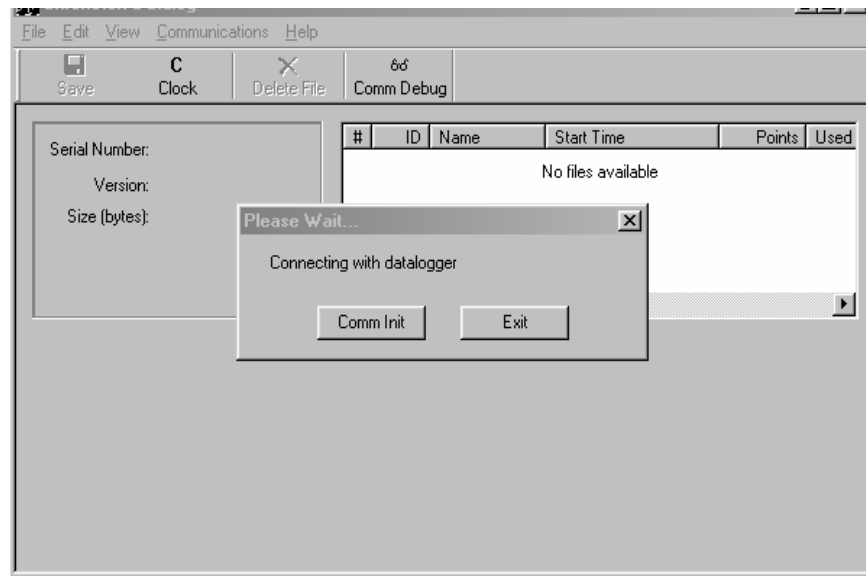 File Edit View Communications Help
C
Save Clock Delete File Comm Debug
# ID Name Start Time Points Used
Serial Number:
No files available
Version:
Size (bytes):
Please Wait...
Connecting with datalogger
Comm Init Exit